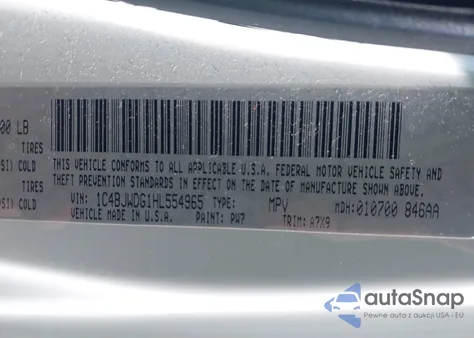 00 LB
TIRES
SI) COLD
TIRES
SI) COLD
THIS VEHICLE CONFORMS TO ALL APPLICABLE U.S.A. FEDERAL MOTOR VEHICLE SAFETY AND
THEFT PREVENTION STANDARDS IN EFFECT ON THE DATE OF MANUFACTURE SHOWN ABOVE.
VIN: 1C4BJWDG1HL554965 TYPE: MPV MDH: 010700 846AA
VEHICLE MADE IN U.S.A. PAINT: PW7 TRIM: A7X9
autoSnap
Pewne auta z aukcji USA i EU